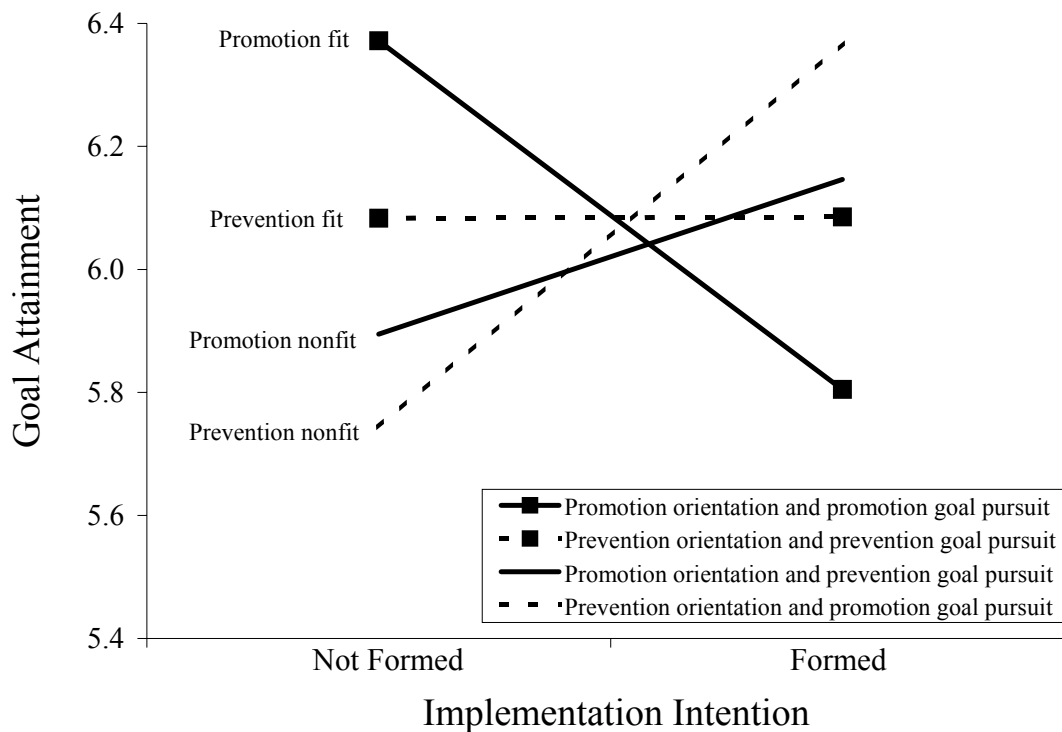 6.4
Promotion fit
6.2
Prevention fit
6.0
Promotion nonfit
5.8
Prevention nonfit
5.6
5.4
Goal Attainment
Promotion orientation and promotion goal pursuit
Prevention orientation and prevention goal pursuit
Promotion orientation and prevention goal pursuit
Prevention orientation and promotion goal pursuit
Not Formed
Formed
Implementation Intention